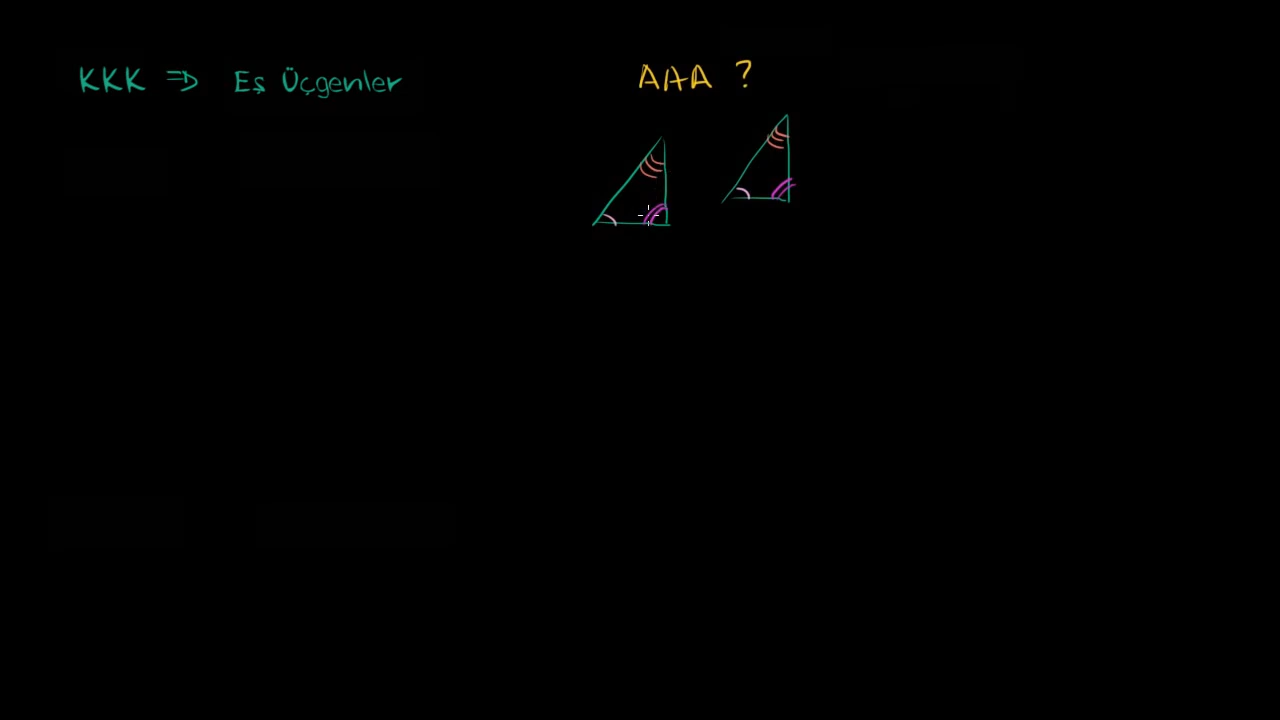 KKK ⇒ Eş Üçgenler
AAA ?